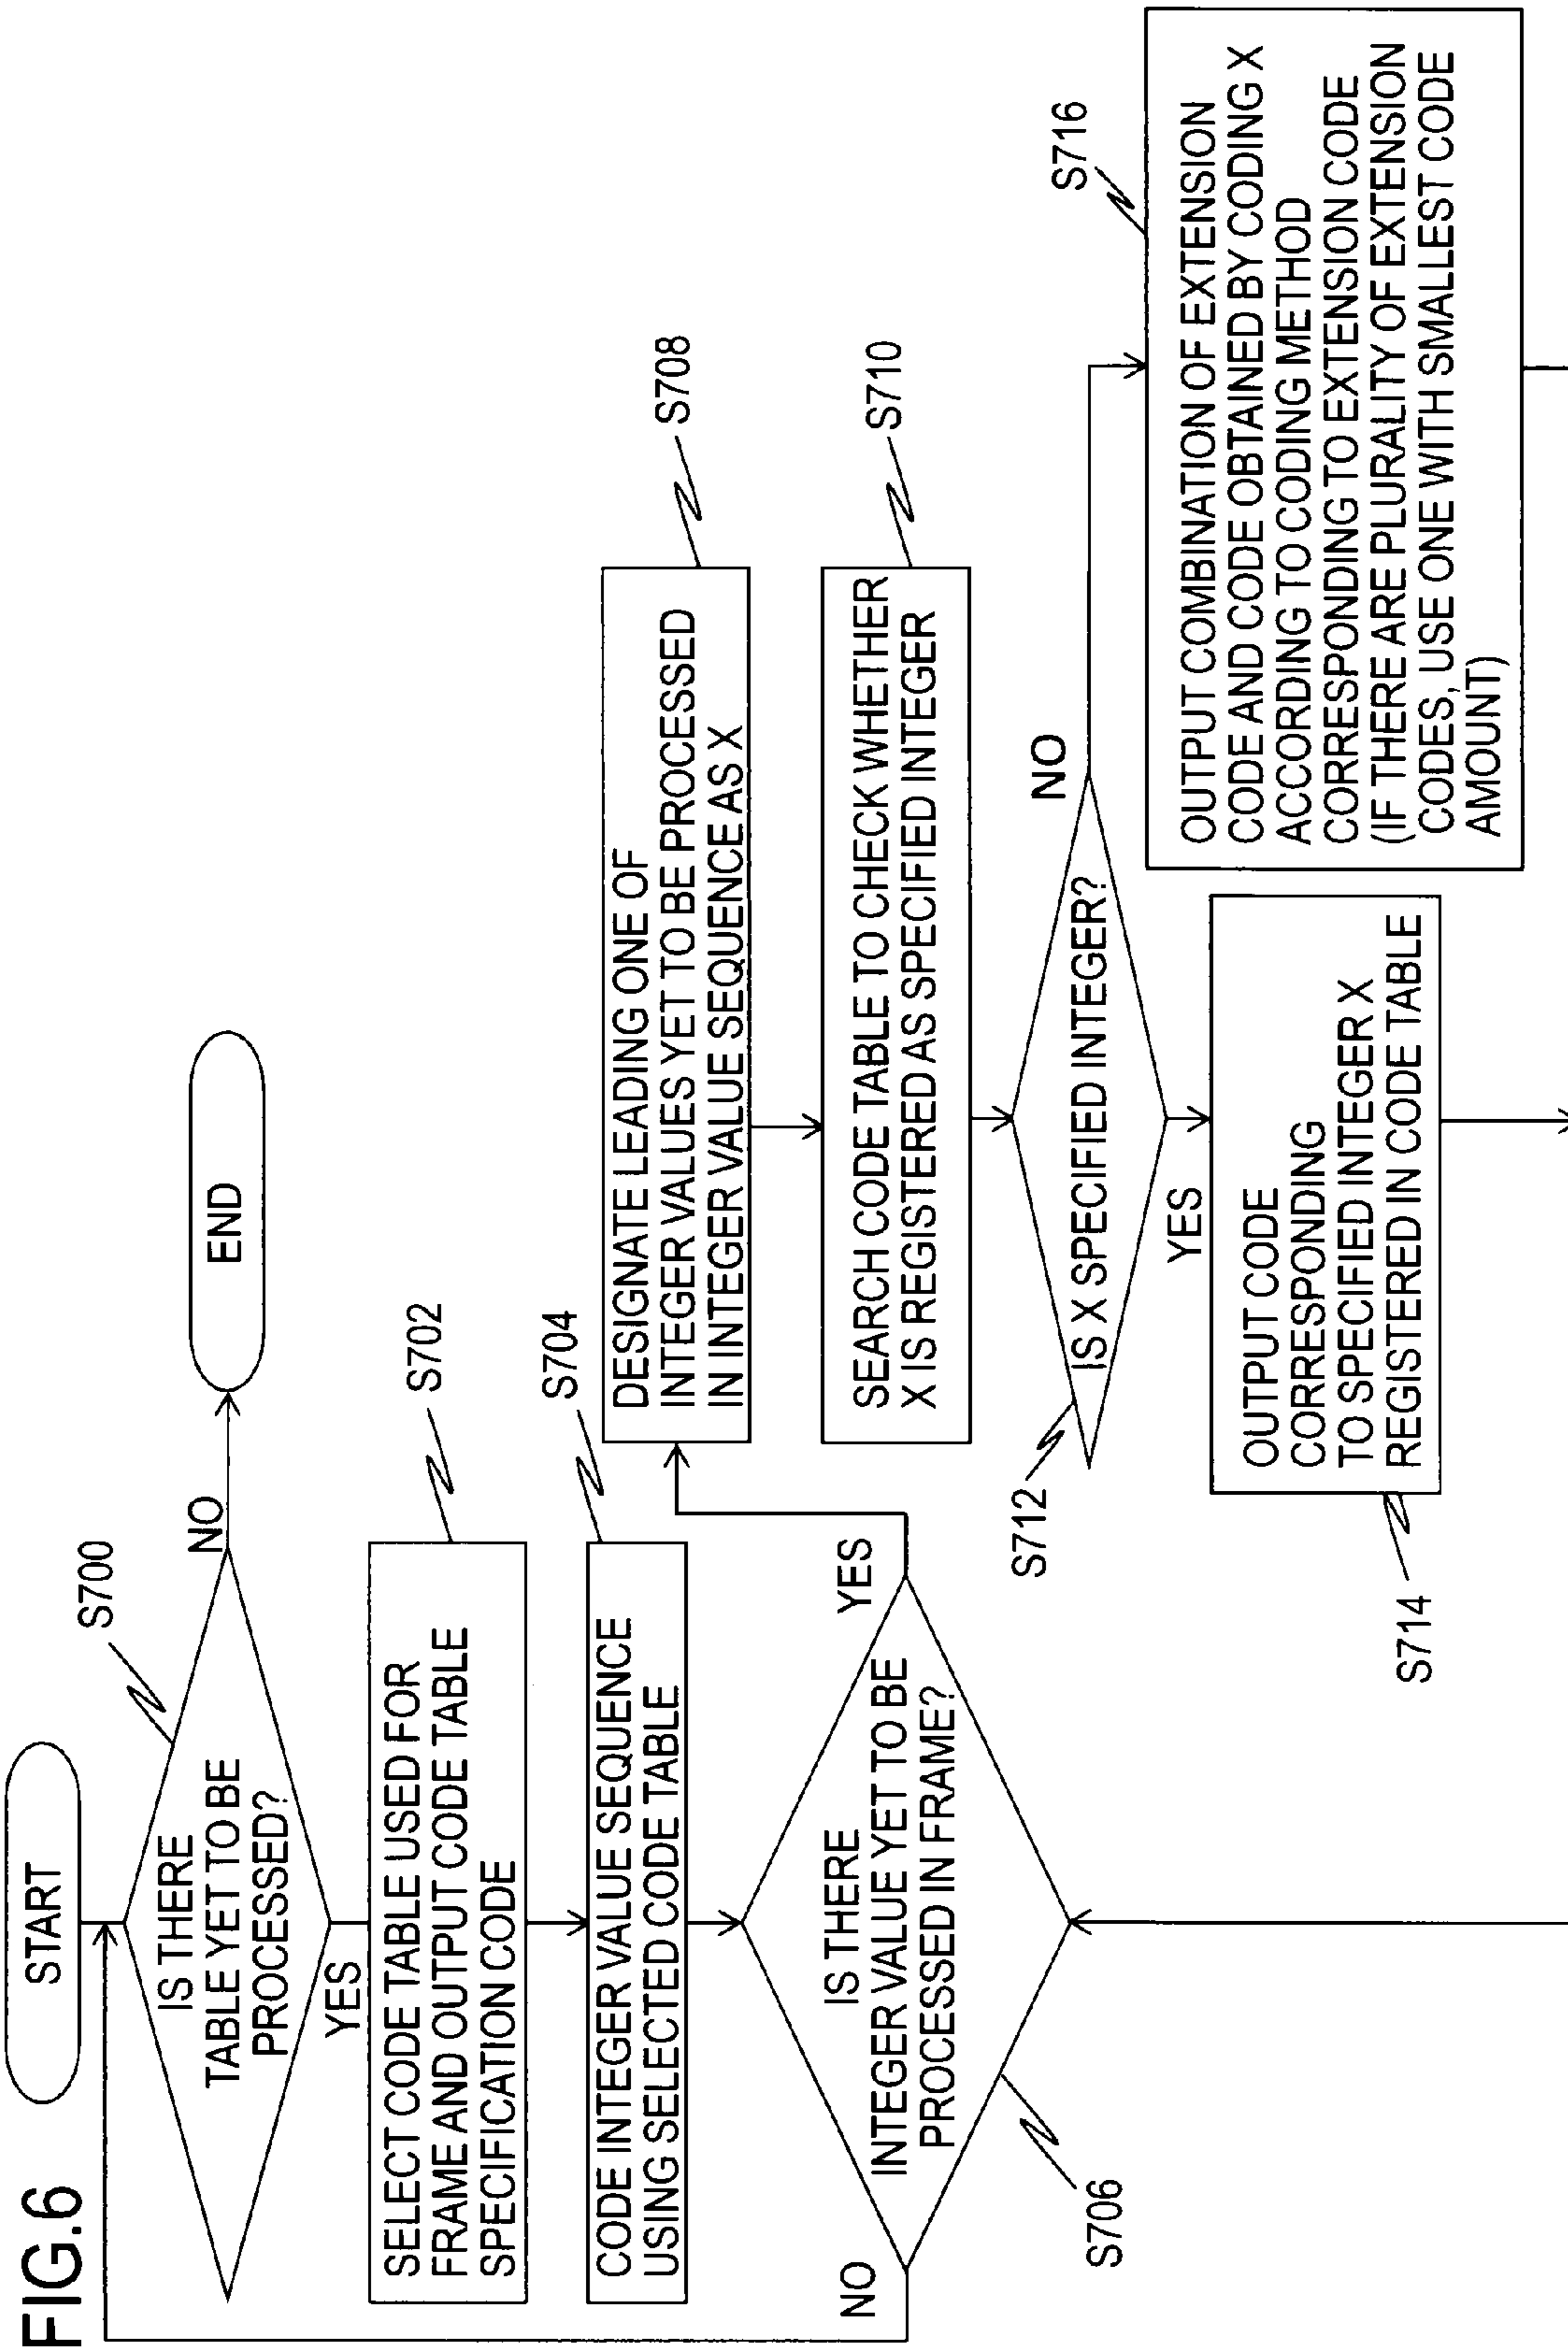 FIG.6
START
S700
IS THERE
TABLE YET TO BE
PROCESSED?
NO
END
YES
S702
SELECT CODE TABLE USED FOR
FRAME AND OUTPUT CODE TABLE
SPECIFICATION CODE
S704
CODE INTEGER VALUE SEQUENCE
USING SELECTED CODE TABLE
IS THERE
INTEGER VALUE YET TO BE
PROCESSED IN FRAME?
NO
YES
S706
S708
DESIGNATE LEADING ONE OF
INTEGER VALUES YET TO BE PROCESSED
IN INTEGER VALUE SEQUENCE AS X
S710
SEARCH CODE TABLE TO CHECK WHETHER
X IS REGISTERED AS SPECIFIED INTEGER
S712
IS X SPECIFIED INTEGER?
NO
YES
S714
OUTPUT CODE
CORRESPONDING
TO SPECIFIED INTEGER X
REGISTERED IN CODE TABLE
S716
OUTPUT COMBINATION OF EXTENSION
CODE AND CODE OBTAINED BY CODING X
ACCORDING TO CODING METHOD
CORRESPONDING TO EXTENSION CODE
(IF THERE ARE PLURALITY OF EXTENSION
CODES, USE ONE WITH SMALLEST CODE
AMOUNT)